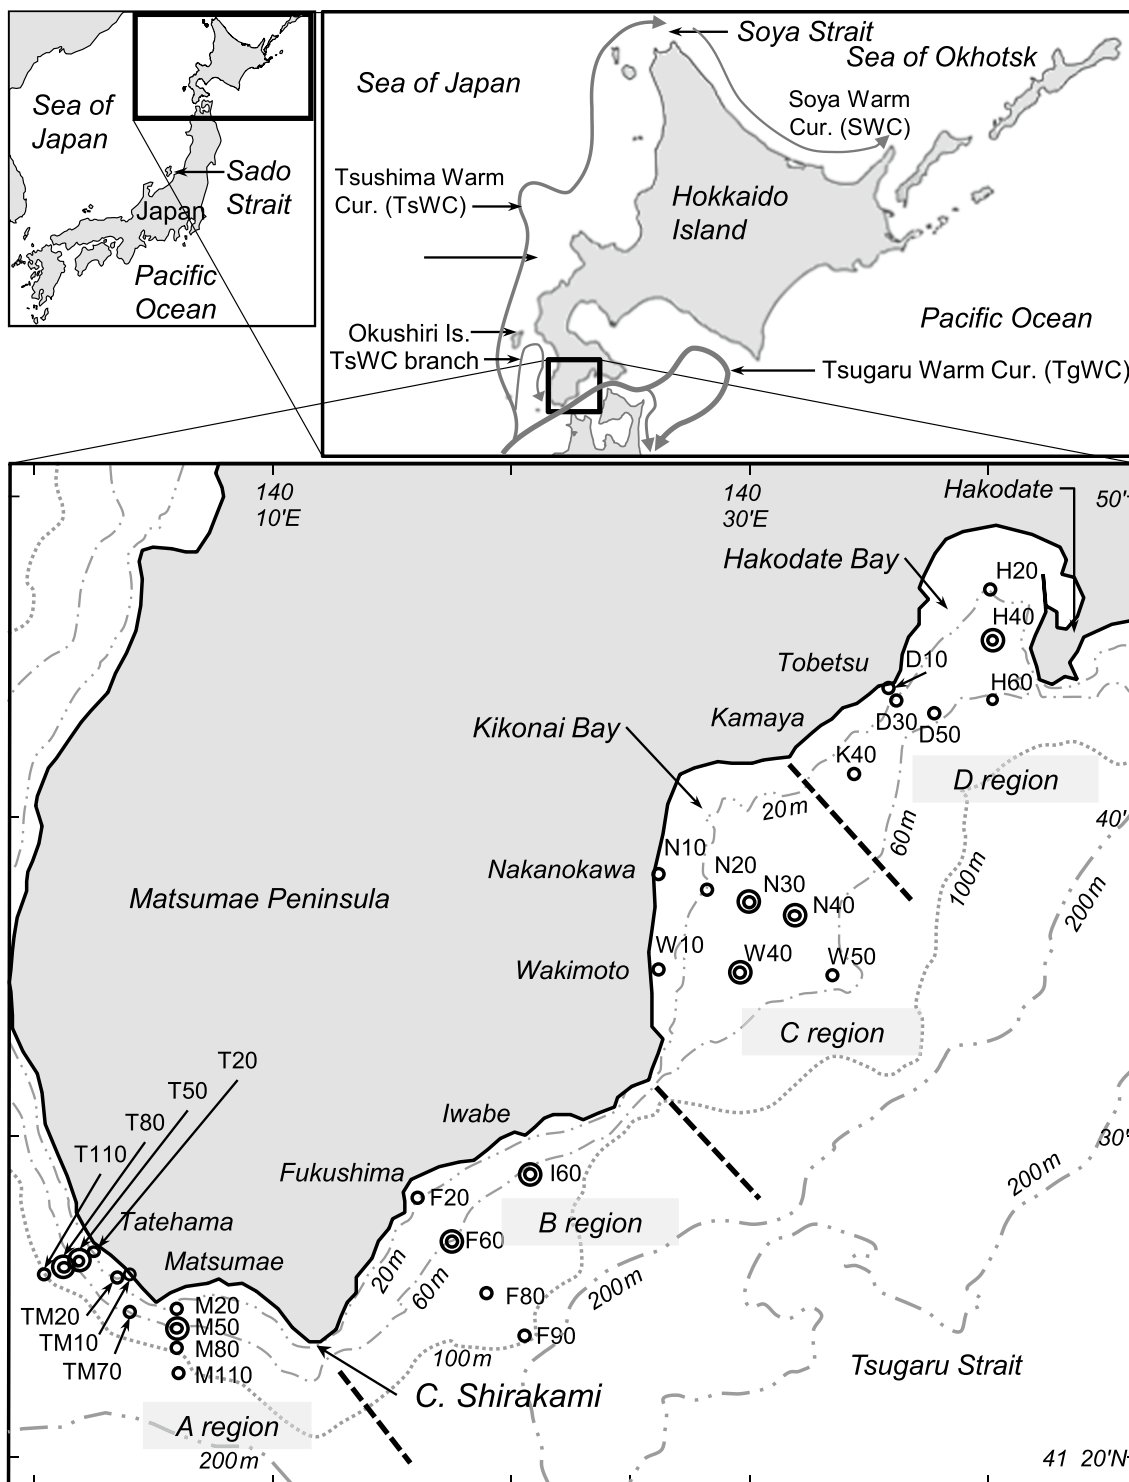 Sea of
Japan
Sado
Strait
Japan
Pacific
Ocean
Soya Strait
Sea of Okhotsk
Sea of Japan
Soya Warm
Cur. (SWC)
Tsushima Warm
Cur. (TsWC)
Hokkaido
Island
Pacific Ocean
Okushiri Is.
TsWC branch
Tsugaru Warm Cur. (TgWC)
140
10'E
140
30'E
Hakodate
50'
Hakodate Bay
H20
H40
Tobetsu
D10
H60
Kamaya
D30
D50
Kikonai Bay
K40
D region
20m
60m
40'
N10
Nakanokawa
N20
N30
N40
100m
200m
Matsumae Peninsula
W10
W40
W50
Wakimoto
C region
T20
T50
T80
T110
Iwabe
30'
Fukushima
I60
F20
200m
Tatehama
B region
Matsumae
F60
20m
60m
200m
F80
TM20
TM10
TM70
M20
M50
M80
M110
F90
100m
Tsugaru Strait
C. Shirakami
A region
200m
41 20'N